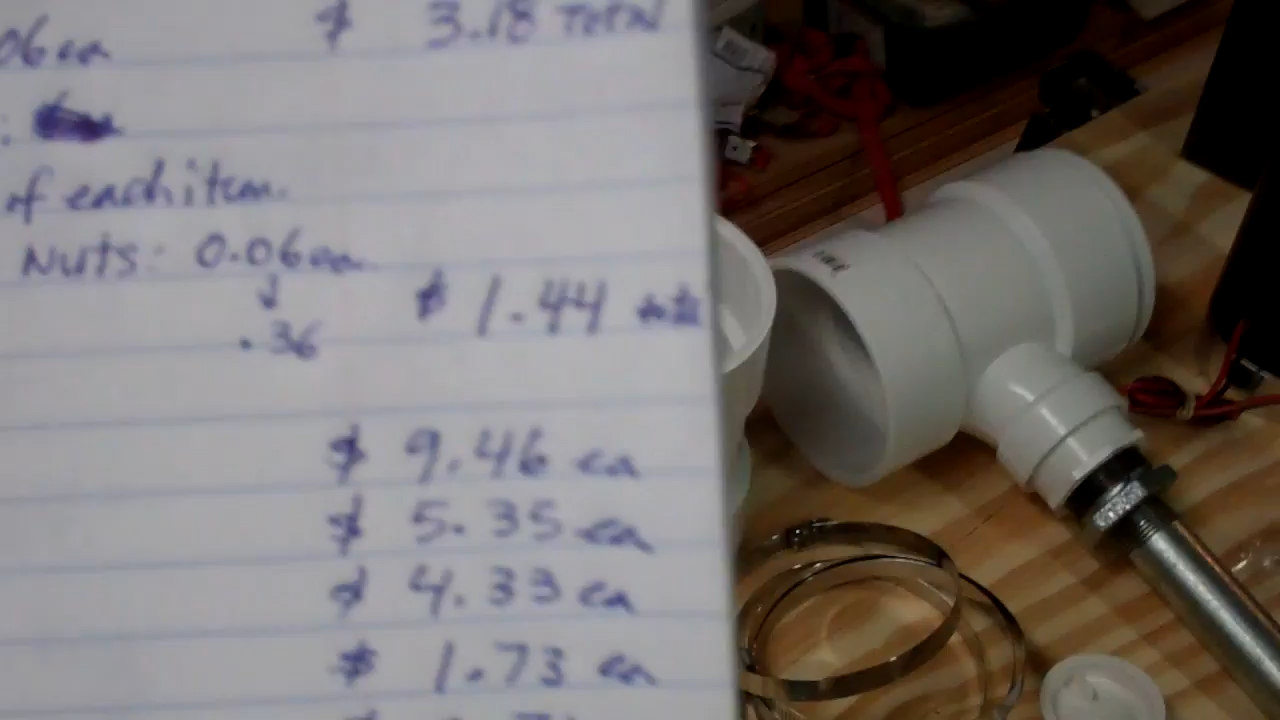 06ea $ 3.18 Total
:
of each item.
Nuts: 0.06ea
$ 1.44
.36
$ 9.46 ea
$ 5.35 ea
$ 4.33 ea
$ 1.73 ea